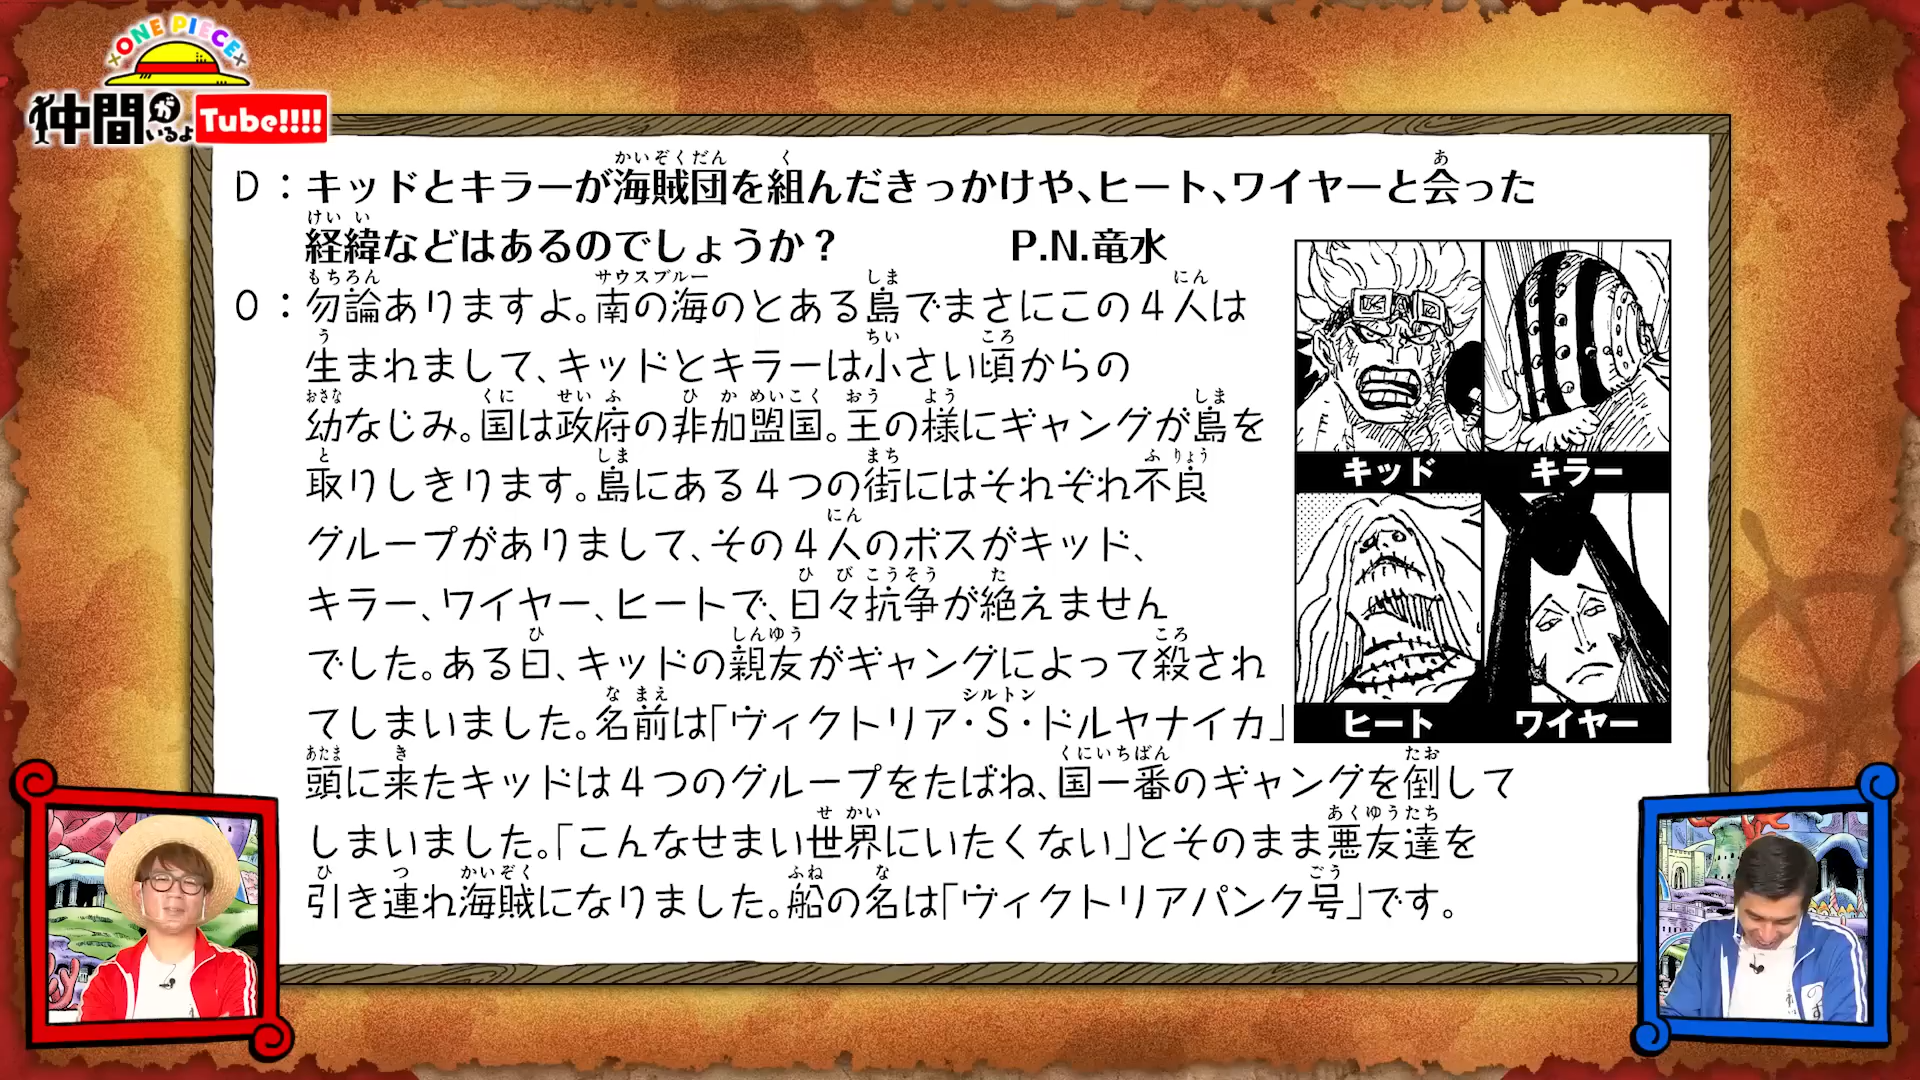 ONE PIECE
仲間がいるよTube!!!!
D：キッドとキラーが海賊団を組んだきっかけや、ヒート、ワイヤーと会った
経緯などはあるのでしょうか？ P.N.竜水
O：勿論ありますよ。南の海のとある島でまさにこの4人は
生まれまして、キッドとキラーは小さい頃からの
幼なじみ。国は政府の非加盟国。王の様にギャングが島を
取りしきります。島にある4つの街にはそれぞれ不良
グループがありまして、その4人のボスがキッド、
キラー、ワイヤー、ヒートで、日々抗争が絶えません
でした。ある日、キッドの親友がギャングによって殺され
てしまいました。名前は「ヴィクトリア・S・ドルヤナイカ」
頭に来たキッドは4つのグループをたばね、国一番のギャングを倒して
しまいました。「こんなせまい世界にいたくない」とそのまま悪友達を
引き連れ海賊になりました。船の名は「ヴィクトリアパンク号」です。
キッド
キラー
ヒート
ワイヤー